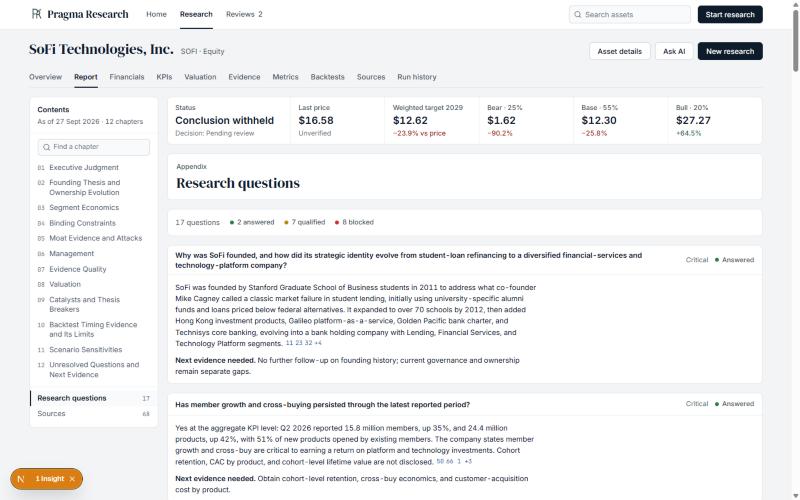 Pragma Research
Home
Research
Reviews 2
Search assets
Start research
SoFi Technologies, Inc. SOFI · Equity
Asset details
Ask AI
New research
Overview
Report
Financials
KPIs
Valuation
Evidence
Metrics
Backtests
Sources
Run history
Contents
As of 27 Sept 2026 · 12 chapters
Find a chapter
01 Executive Judgment
02 Founding Thesis and
Ownership Evolution
03 Segment Economics
04 Binding Constraints
05 Moat Evidence and Attacks
06 Management
07 Evidence Quality
08 Valuation
09 Catalysts and Thesis
Breakers
10 Backtest Timing Evidence
and Its Limits
11 Scenario Sensitivities
12 Unresolved Questions and
Next Evidence
Research questions 17
Sources 68
Status
Conclusion withheld
Decision: Pending review
Last price
$16.58
Unverified
Weighted target 2029
$12.62
−23.9% vs price
Bear · 25%
$1.62
−90.2%
Base · 55%
$12.30
−25.8%
Bull · 20%
$27.27
+64.5%
Appendix
Research questions
17 questions
2 answered
7 qualified
8 blocked
Why was SoFi founded, and how did its strategic identity evolve from student-loan refinancing to a diversified financial-services and
technology-platform company?
Critical
Answered
SoFi was founded by Stanford Graduate School of Business students in 2011 to address what co-founder
Mike Cagney called a classic market failure in student lending, initially using university-specific alumni
funds and loans priced below federal alternatives. It expanded to over 70 schools by 2012, then added
Hong Kong investment products, Galileo platform-as-a-service, Golden Pacific bank charter, and
Technisys core banking, evolving into a bank holding company with Lending, Financial Services, and
Technology Platform segments. 11 23 32 +4
Next evidence needed. No further follow-up on founding history; current governance and ownership
remain separate gaps.
Has member growth and cross-buying persisted through the latest reported period?
Critical
Answered
Yes at the aggregate KPI level: Q2 2026 reported 15.8 million members, up 35%, and 24.4 million
products, up 42%, with 51% of new products opened by existing members. The company states member
growth and cross-buy are critical to earning a return on platform and technology investments. Cohort
retention, CAC by product, and cohort-level lifetime value are not disclosed. 50 66 1 +3
Next evidence needed. Obtain cohort-level retention, cross-buy economics, and customer-acquisition
cost by product.
N 1 Insight ×